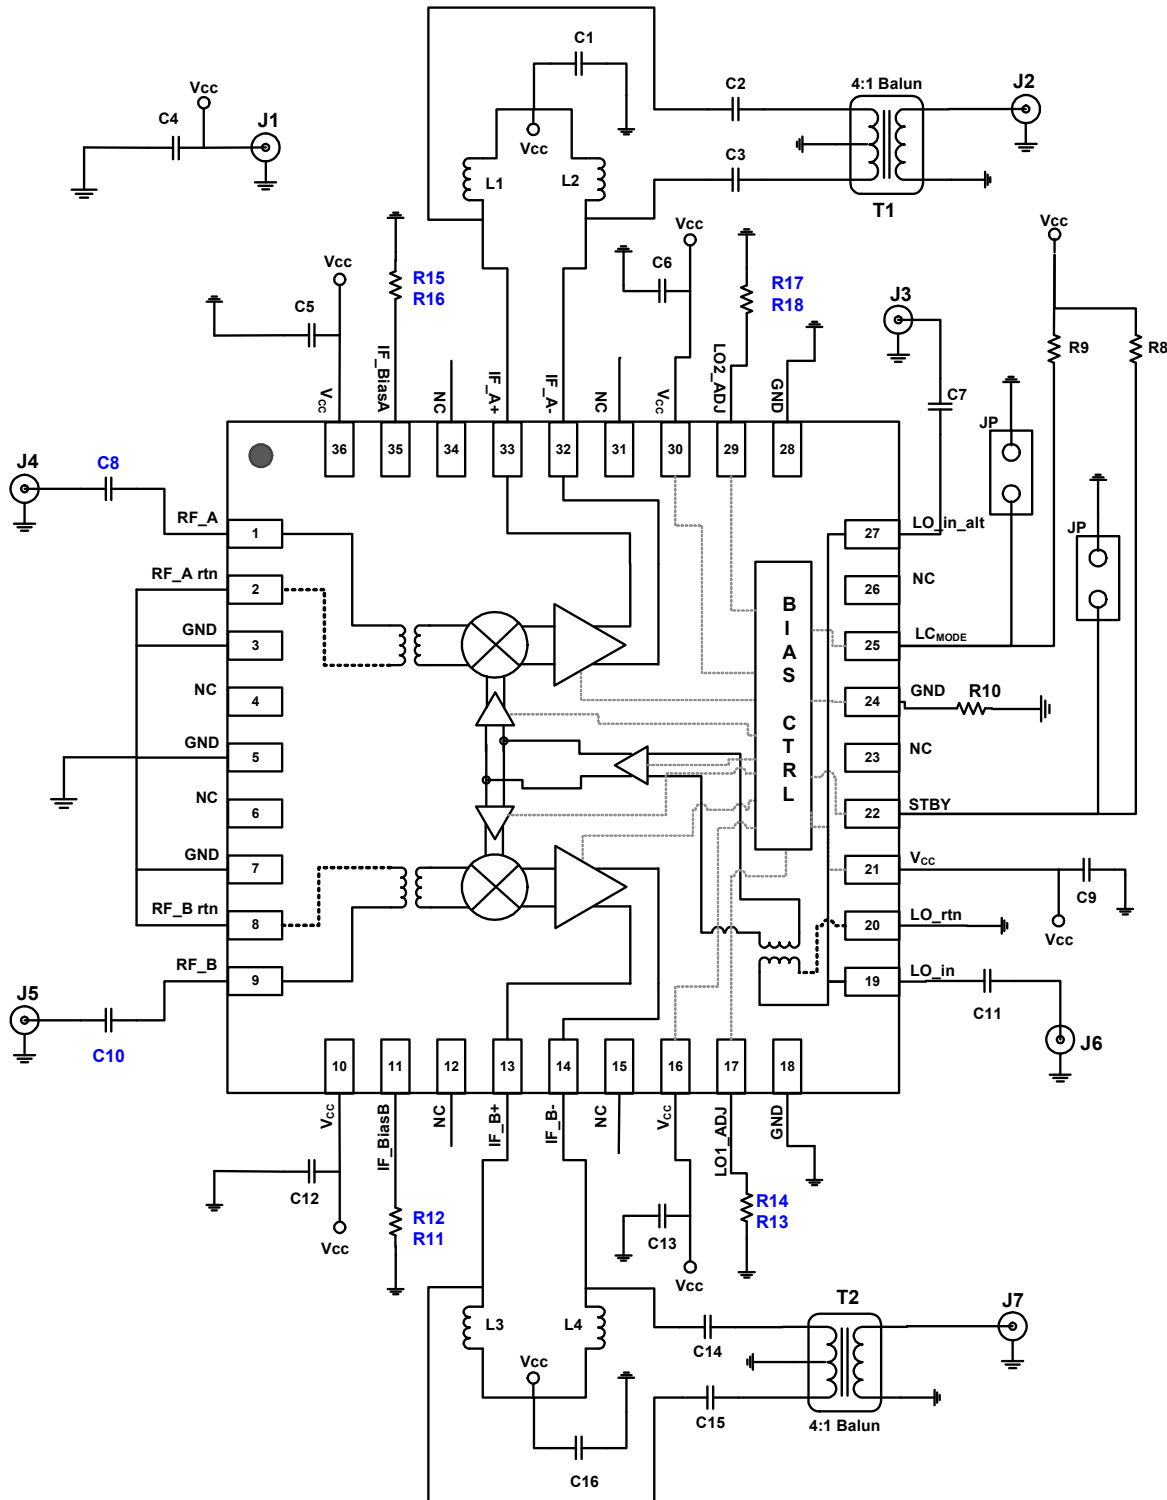 C1
Vcc
L1
L2
C2
C3
4:1 Balun
T1
J2
Vcc
C4
J1
Vcc
C5
R15
R16
Vcc
C6
R17
R18
J3
C7
Vcc
R9
R8
JP
JP
Vcc
IF_BiasA
NC
IF_A+
IF_A-
NC
Vcc
LO2_ADJ
GND
36
35
34
33
32
31
30
29
28
J4
C8
RF_A
1
RF_A rtn
2
GND
3
NC
4
GND
5
NC
6
GND
7
RF_B rtn
8
RF_B
9
J5
C10
BIAS CTRL
27
LO_in_alt
26
NC
25
LCMODE
24
GND
R10
23
NC
22
STBY
21
Vcc
C9
Vcc
20
LO_rtn
19
LO_in
C11
J6
10
11
12
13
14
15
16
17
18
Vcc
IF_BiasB
NC
IF_B+
IF_B-
NC
Vcc
LO1_ADJ
GND
C12
Vcc
R12
R11
C13
Vcc
R14
R13
L3
L4
Vcc
C16
C14
C15
T2
4:1 Balun
J7